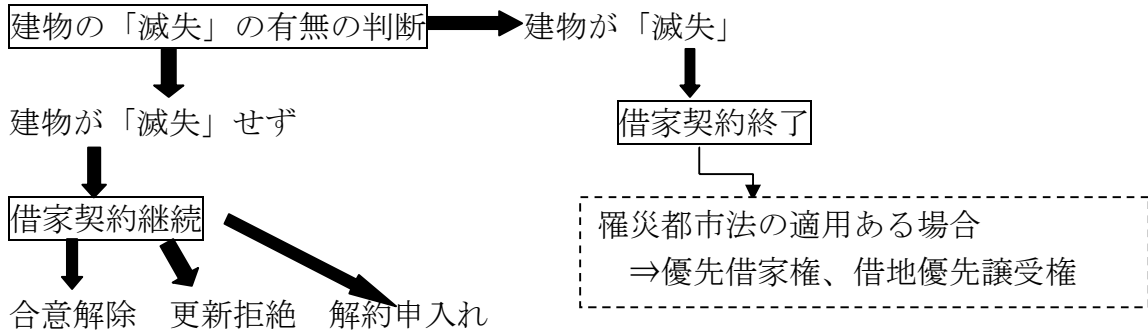 建物の「滅失」の有無の判断
建物が「滅失」
建物が「滅失」せず
借家契約終了
借家契約継続
罹災都市法の適用ある場合
⇒優先借家権、借地優先譲受権
合意解除 更新拒絶 解約申入れ